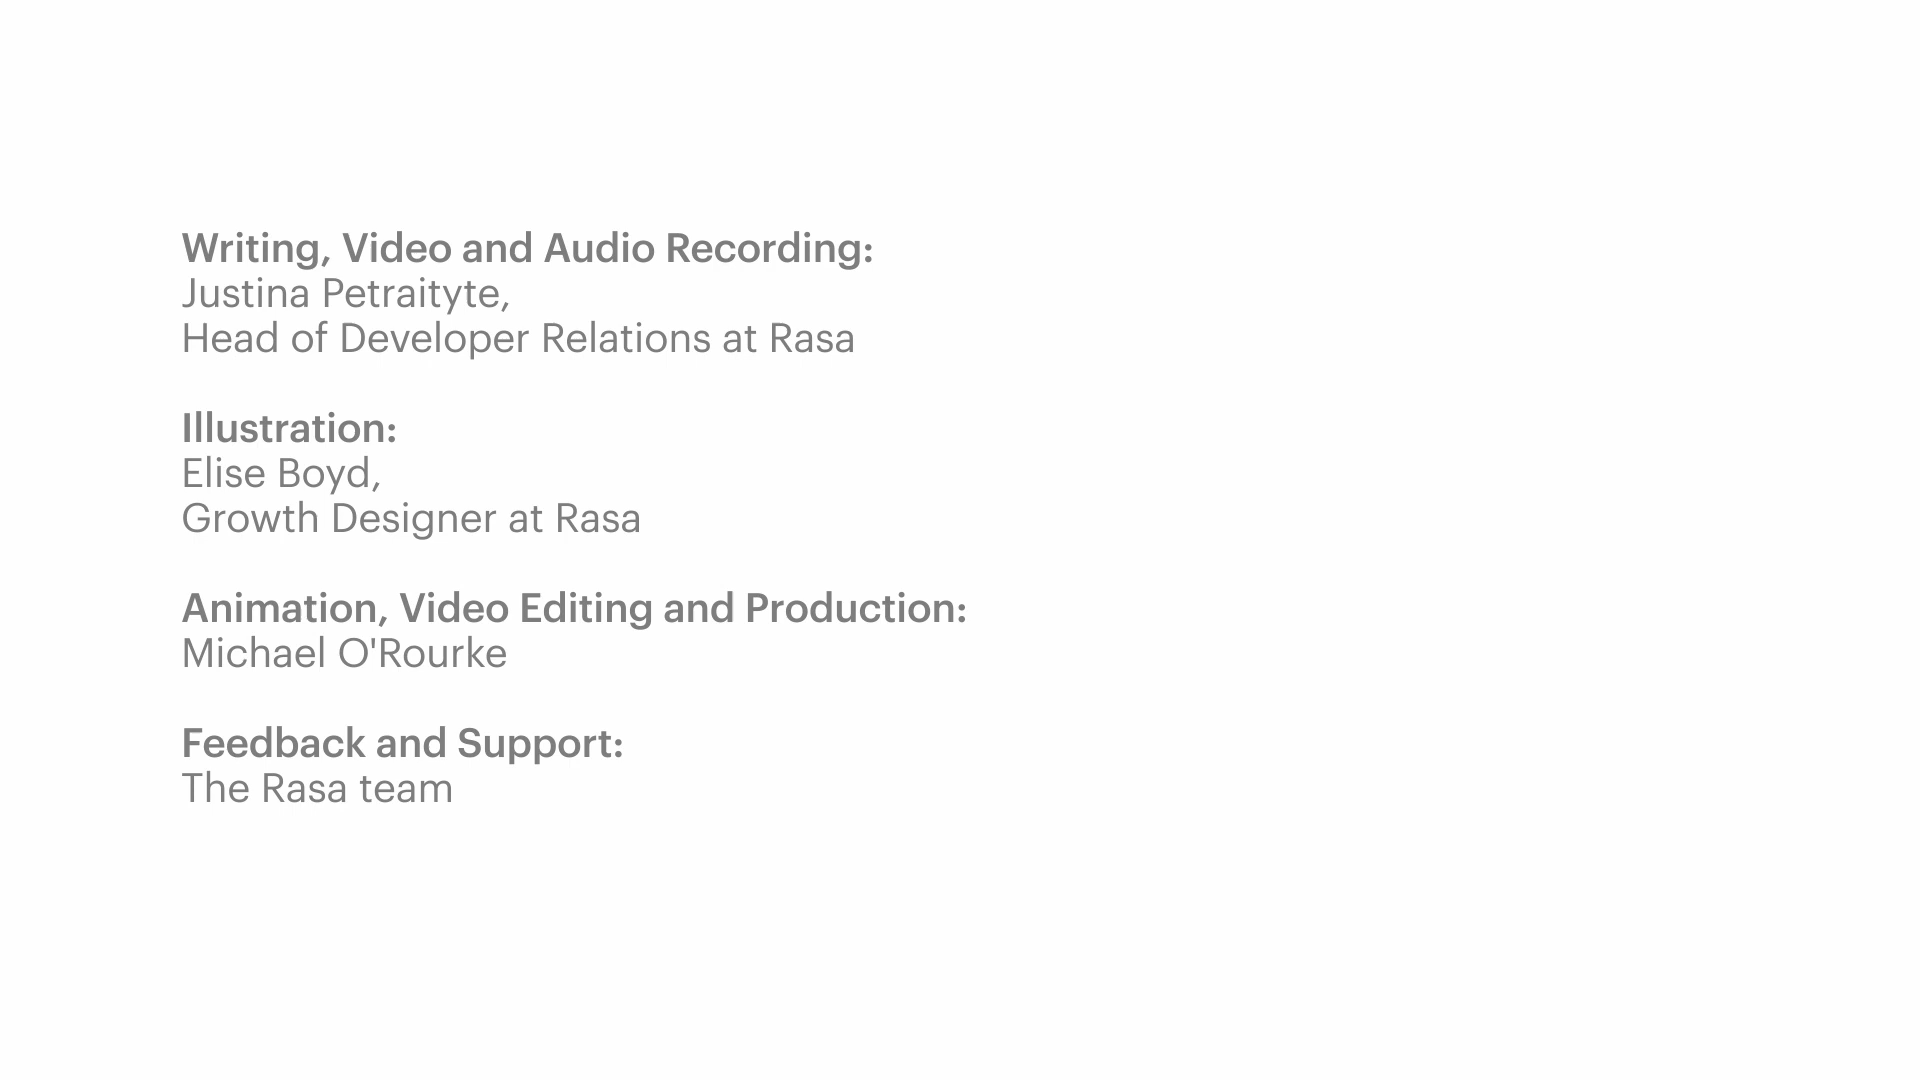 Writing, Video and Audio Recording:
Justina Petraityte,
Head of Developer Relations at Rasa
Illustration:
Elise Boyd,
Growth Designer at Rasa
Animation, Video Editing and Production:
Michael O'Rourke
Feedback and Support:
The Rasa team